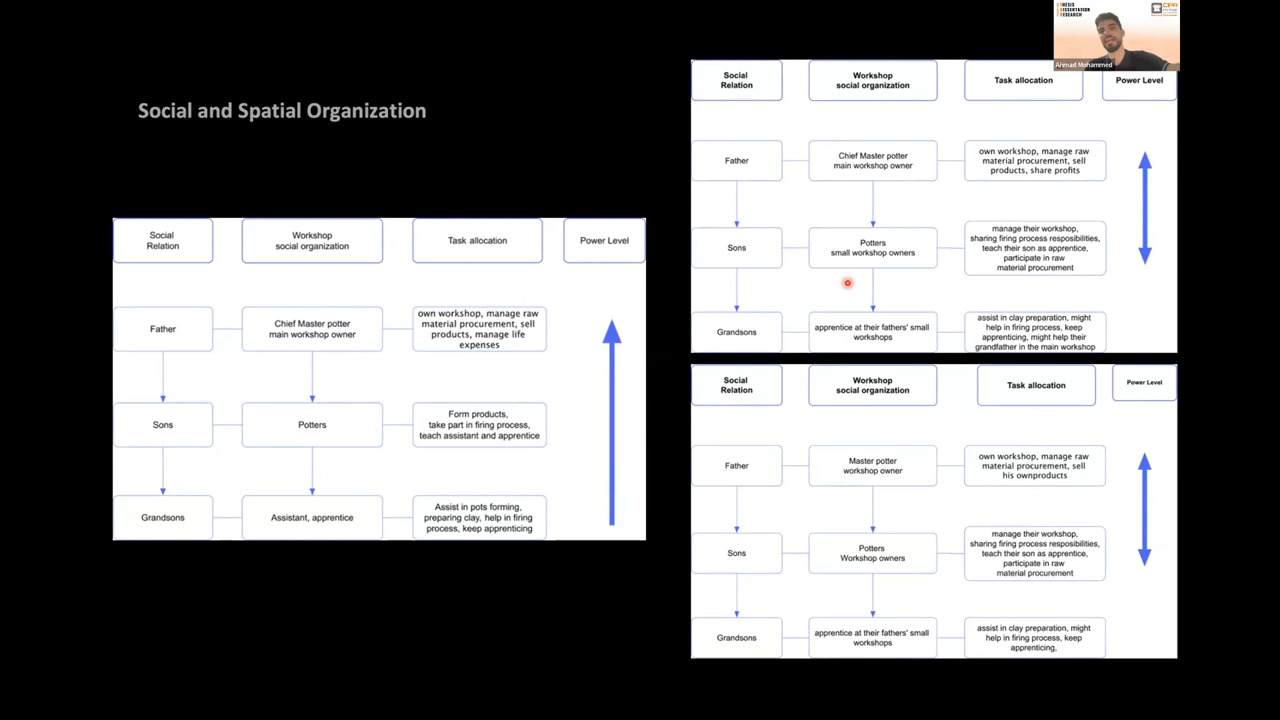 THESIS
DISSERTATION
RESEARCH
CIPA
Ahmad Mohammed
Social and Spatial Organization
Social
Relation
Workshop
social organization
Task allocation
Power Level
Father
Chief Master potter
main workshop owner
own workshop, manage raw
material procurement, sell
products, manage life
expenses
Sons
Potters
Form products,
take part in firing process,
teach assistant and apprentice
Grandsons
Assistant, apprentice
Assist in pots forming,
preparing clay, help in firing
process, keep apprenticing
Social
Relation
Workshop
social organization
Task allocation
Power Level
Father
Chief Master potter
main workshop owner
own workshop, manage raw
material procurement, sell
products, share profits
Sons
Potters
small workshop owners
manage their workshop,
sharing firing process resposibilities,
teach their son as apprentice,
participate in raw
material procurement
Grandsons
apprentice at their fathers' small
workshops
assist in clay preparation, might
help in firing process, keep
apprenticing, might help their
grandfather in the main workshop
Social
Relation
Workshop
social organization
Task allocation
Power Level
Father
Master potter
workshop owner
own workshop, manage raw
material procurement, sell
his ownproducts
Sons
Potters
Workshop owners
manage their workshop,
sharing firing process resposibilities,
teach their son as apprentice,
participate in raw
material procurement
Grandsons
apprentice at their fathers' small
workshops
assist in clay preparation, might
help in firing process, keep
apprenticing,